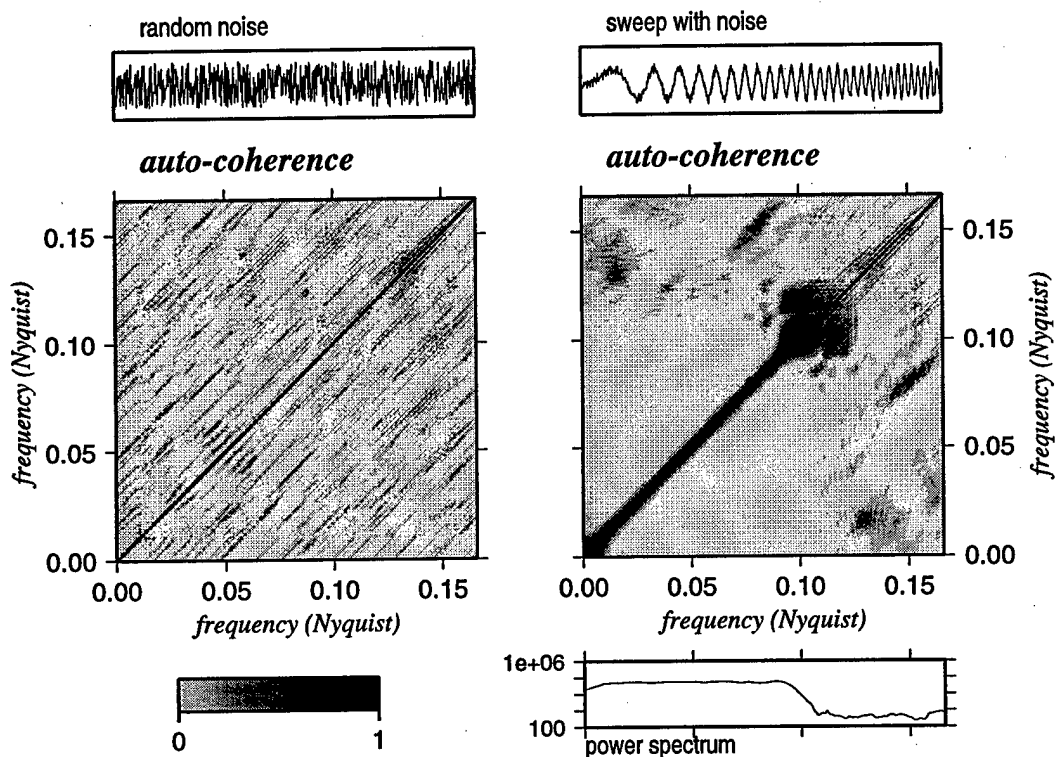 random noise
sweep with noise
auto-coherence
auto-coherence
0.15
0.10
0.05
0.00
frequency (Nyquist)
0.00 0.05 0.10 0.15
frequency (Nyquist)
0.15
0.10
0.05
0.00
frequency (Nyquist)
0.00 0.05 0.10 0.15
frequency (Nyquist)
0 1
1e+06
100
power spectrum